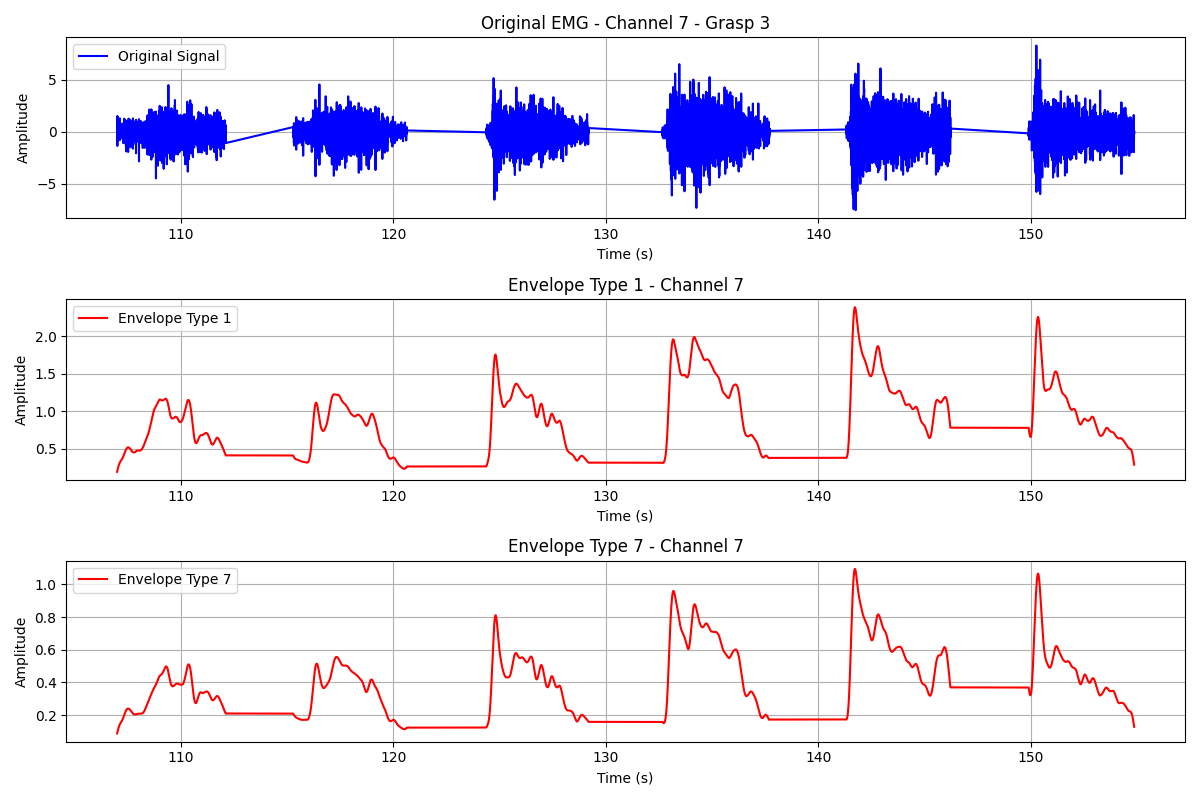 Original EMG - Channel 7 - Grasp 3
Original Signal
5
0
−5
Amplitude
110 120 130 140 150
Time (s)
Envelope Type 1 - Channel 7
Envelope Type 1
2.0
1.5
1.0
0.5
Amplitude
110 120 130 140 150
Time (s)
Envelope Type 7 - Channel 7
Envelope Type 7
1.0
0.8
0.6
0.4
0.2
Amplitude
110 120 130 140 150
Time (s)